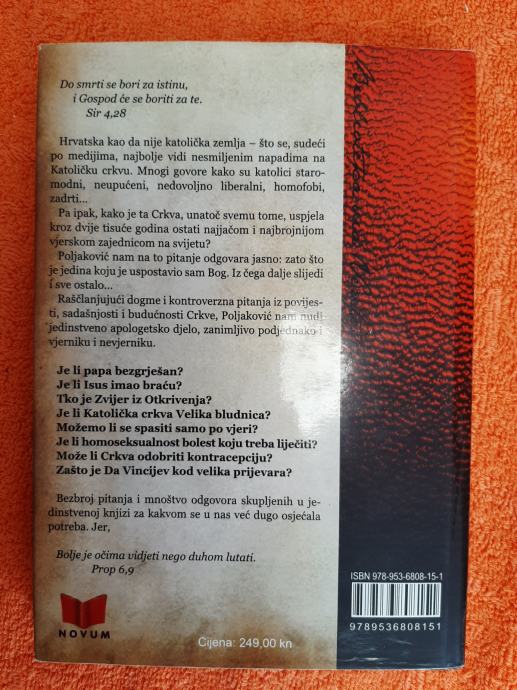 Do smrti se bori za istinu,
i Gospod će se boriti za te.
Sir 4,28
Hrvatska kao da nije katolička zemlja – što se, sudeći
po medijima, najbolje vidi nesmiljenim napadima na
Katoličku crkvu. Mnogi govore kako su katolici staro-
modni, neupućeni, nedovoljno liberalni, homofobi,
zadrti...
Pa ipak, kako je ta Crkva, unatoč svemu tome, uspjela
kroz dvije tisuće godina ostati najjačom i najbrojnijom
vjerskom zajednicom na svijetu?
Poljaković nam na to pitanje odgovara jasno: zato što
je jedina koju je uspostavio sam Bog. Iz čega dalje slijedi
i sve ostalo...
Raščlanjujući dogme i kontroverzna pitanja iz povijes-
ti, sadašnjosti i budućnosti Crkve, Poljaković nam nudi
jedinstveno apologetsko djelo, zanimljivo podjednako i
vjerniku i nevjerniku.
Je li papa bezgrješan?
Je li Isus imao braću?
Tko je Zvijer iz Otkrivenja?
Je li Katolička crkva Velika bludnica?
Možemo li se spasiti samo po vjeri?
Je li homoseksualnost bolest koju treba liječiti?
Može li Crkva odobriti kontracepciju?
Zašto je Da Vincijev kod velika prijevara?
Bezbroj pitanja i mnoštvo odgovora skupljenih u je-
dinstvenoj knjizi za kakvom se u nas već dugo osjećala
potreba. Jer,
Bolje je očima vidjeti nego duhom lutati.
Prop 6,9
NOVUM
Cijena: 249,00 kn
ISBN 978-953-6808-15-1
9789536808151